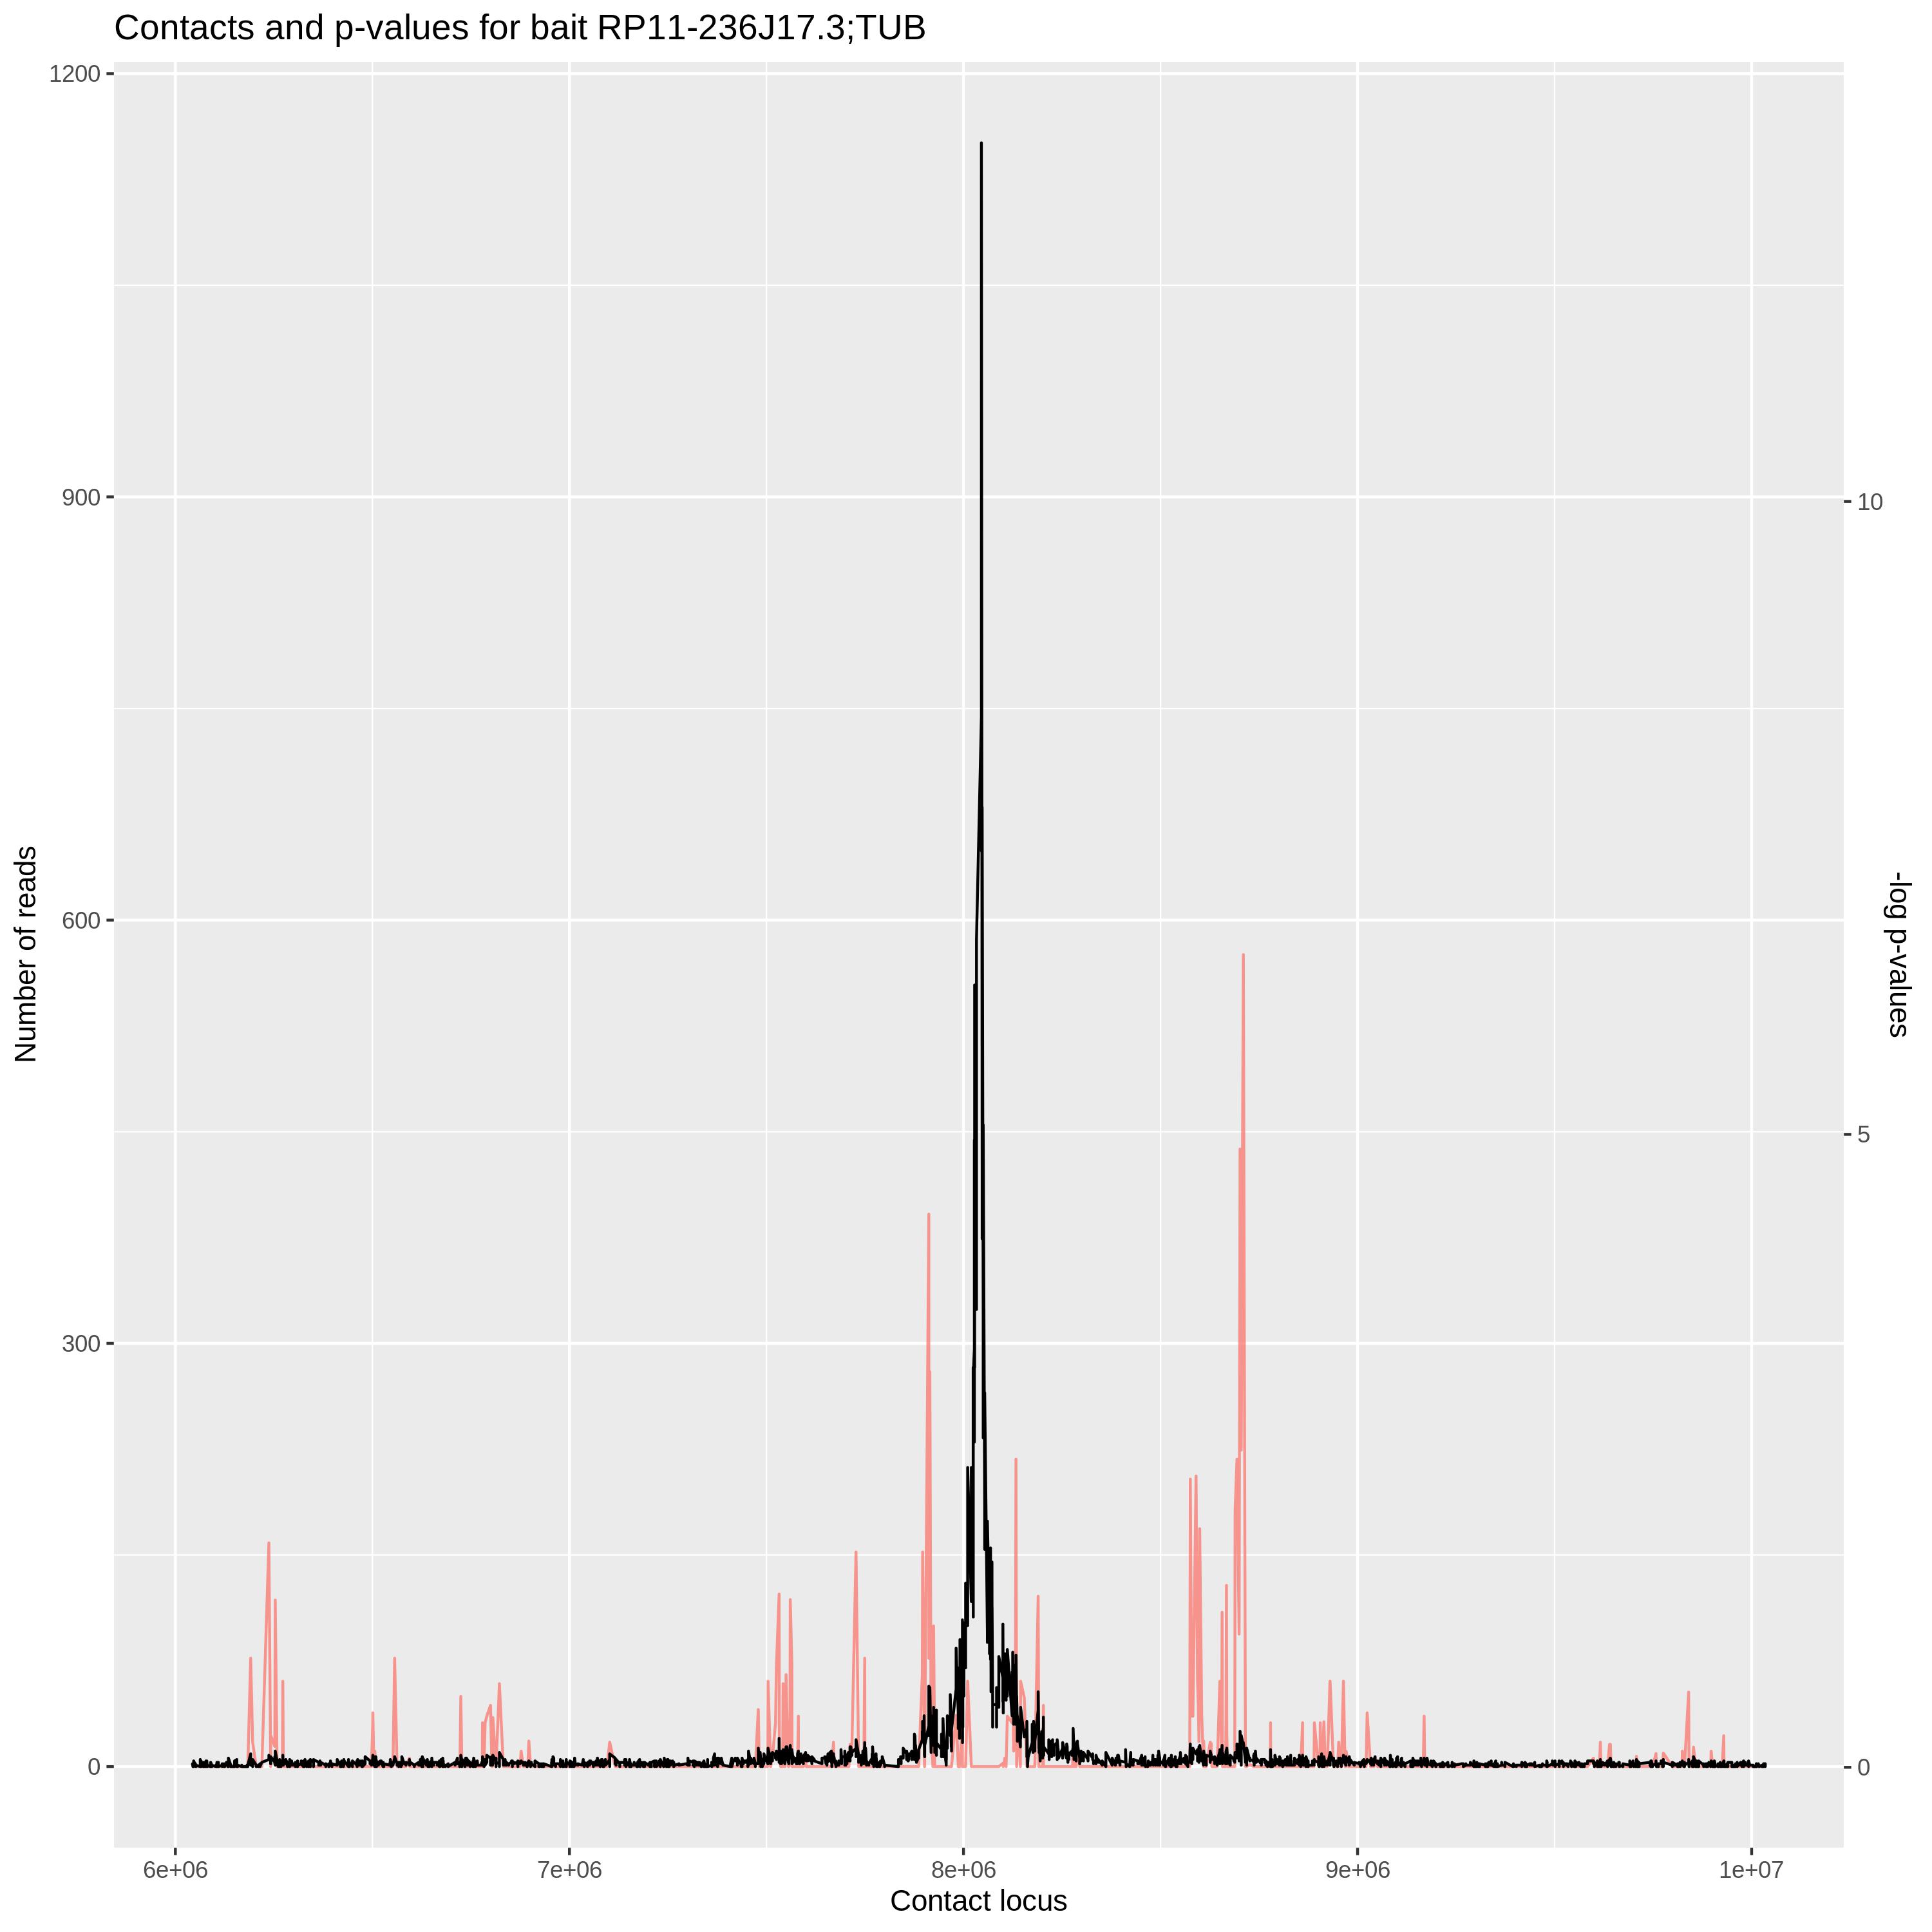 Contacts and p-values for bait RP11-236J17.3;TUB
1200
900
600
300
0
Number of reads
10
5
0
-log p-values
6e+06
7e+06
8e+06
9e+06
1e+07
Contact locus